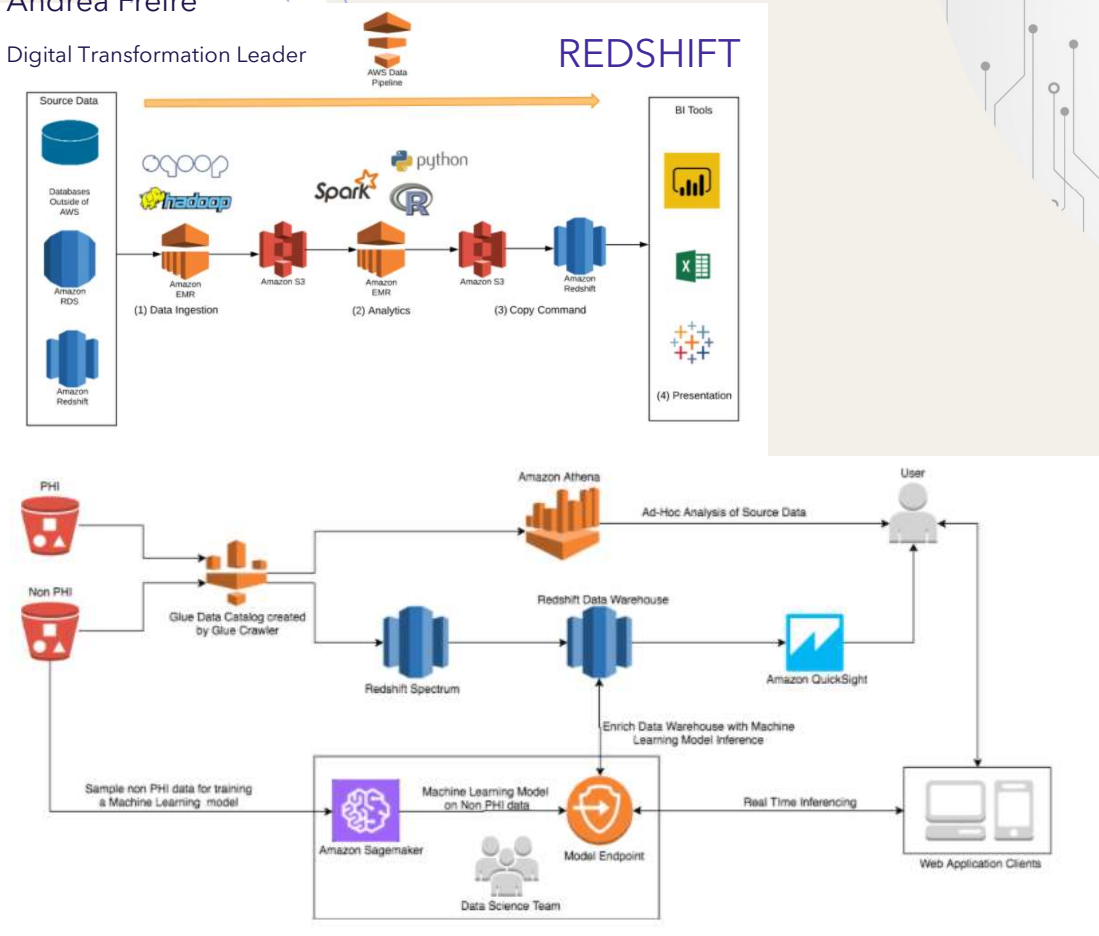 Andrea Freire
Digital Transformation Leader
REDSHIFT
AWS Data
Pipeline
Source Data
Databases
Outside of
AWS
Amazon
RDS
Amazon
Redshift
sqoop
hadoop
Amazon
EMR
(1) Data Ingestion
Amazon S3
Spark
python
R
Amazon
EMR
(2) Analytics
Amazon S3
Amazon
Redshift
(3) Copy Command
BI Tools
X
(4) Presentation
PHI
Non PHI
Glue Data Catalog created
by Glue Crawler
Amazon Athena
Ad-Hoc Analysis of Source Data
User
Redshift Spectrum
Redshift Data Warehouse
Amazon QuickSight
Enrich Data Warehouse with Machine
Learning Model Inference
Sample non PHI data for training
a Machine Learning model
Amazon Sagemaker
Machine Learning Model
on Non PHI data
Model Endpoint
Data Science Team
Real Time Inferencing
Web Application Clients